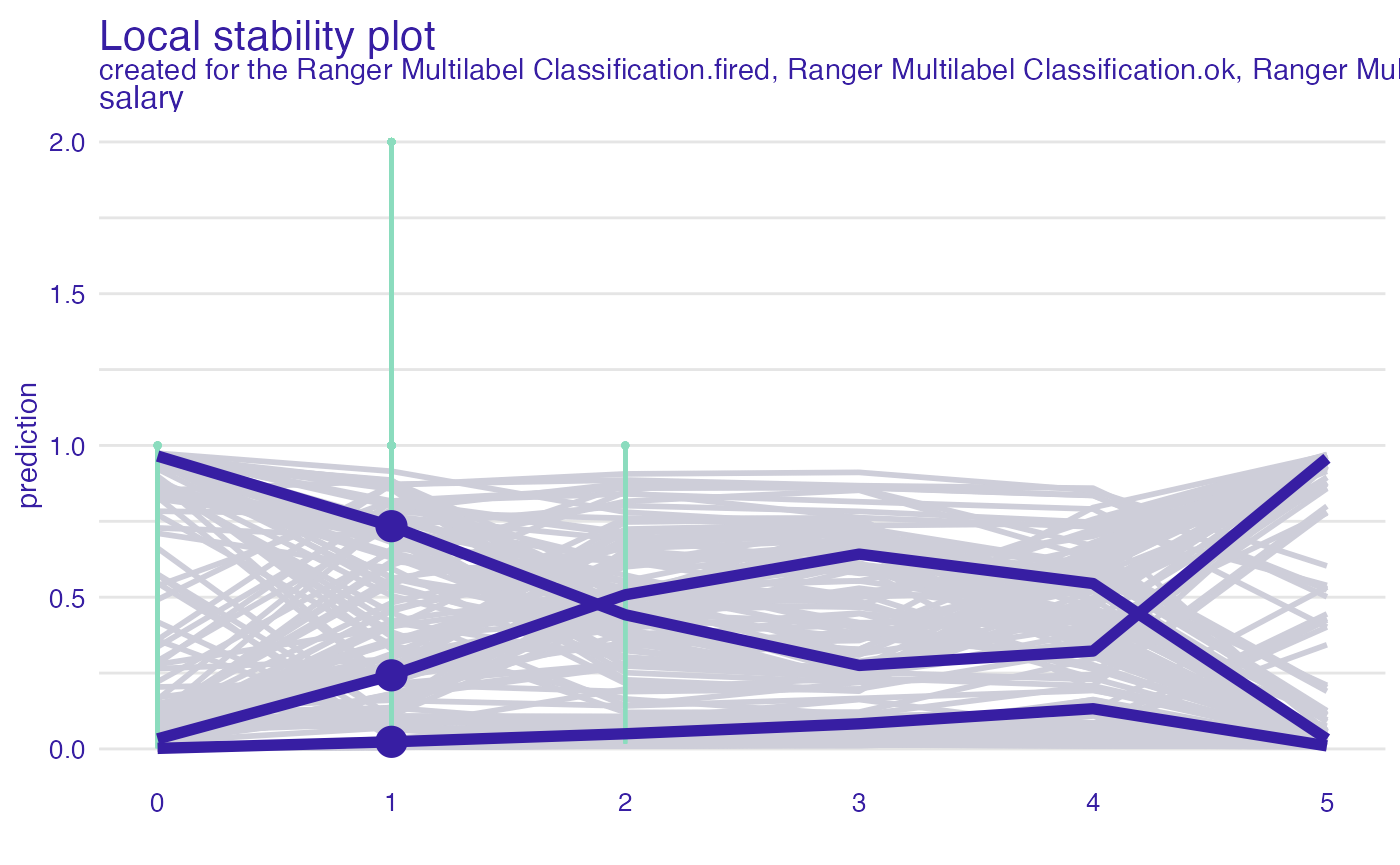 Local stability plot
created for the Ranger Multilabel Classification.fired, Ranger Multilabel Classification.ok, Ranger Mul
salary
2.0
1.5
1.0
0.5
0.0
prediction
0 1 2 3 4 5